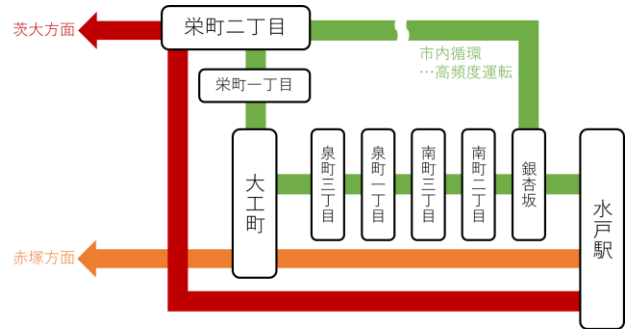 茨大方面
栄町二丁目
市内循環
…高頻度運転
栄町一丁目
大工町
泉町三丁目
泉町一丁目
南町三丁目
南町二丁目
銀杏坂
水戸駅
赤塚方面